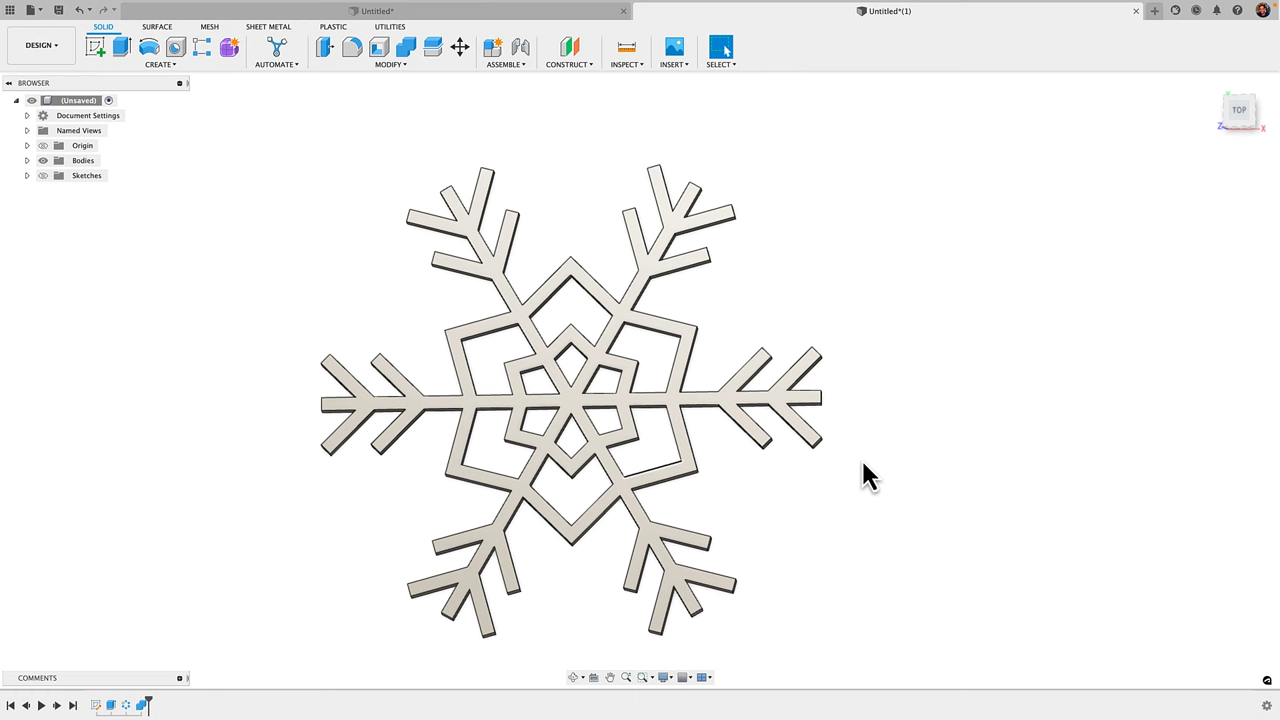 Untitled*
Untitled*(1)
SOLID SURFACE MESH SHEET METAL PLASTIC UTILITIES
DESIGN
CREATE AUTOMATE MODIFY ASSEMBLE CONSTRUCT INSPECT INSERT SELECT
BROWSER
(Unsaved)
Document Settings
Named Views
Origin
Bodies
Sketches
TOP
Z X
COMMENTS